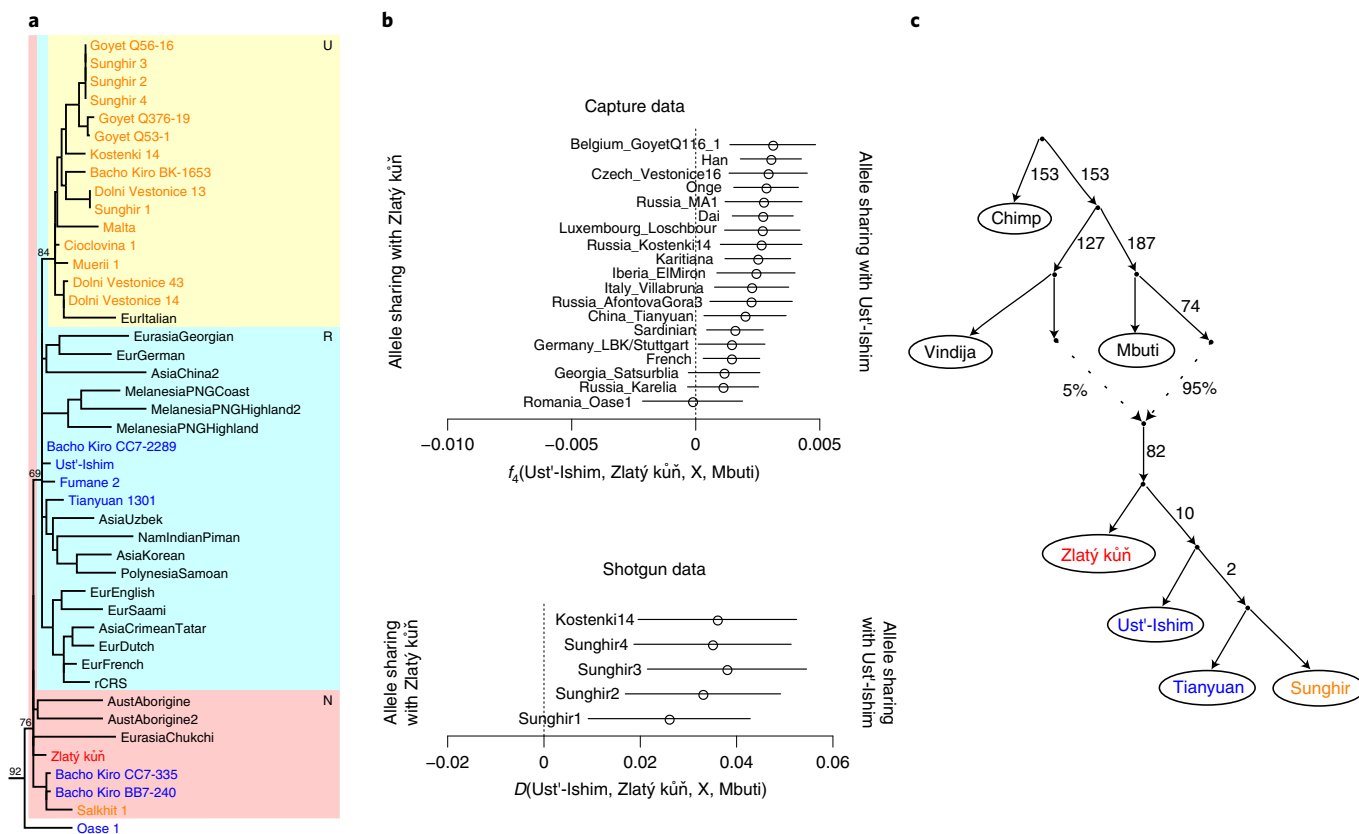 a
Goyet Q56-16
U
Sunghir 3
Sunghir 2
Sunghir 4
Goyet Q376-19
Goyet Q53-1
Kostenki 14
Bacho Kiro BK-1653
Dolni Vestonice 13
Sunghir 1
Malta
Cioclovina 1
84
Muerii 1
Dolni Vestonice 43
Dolni Vestonice 14
EurItalian
EurasiaGeorgian
R
EurGerman
AsiaChina2
MelanesiaPNGCoast
MelanesiaPNGHighland2
MelanesiaPNGHighland
Bacho Kiro CC7-2289
Ust'-Ishim
69
Fumane 2
Tianyuan 1301
AsiaUzbek
NamIndianPiman
AsiaKorean
PolynesiaSamoan
EurEnglish
EurSaami
AsiaCrimeanTatar
EurDutch
EurFrench
rCRS
AustAborigine
N
76
AustAborigine2
EurasiaChukchi
Zlatý kůň
92
Bacho Kiro CC7-335
Bacho Kiro BB7-240
Salkhit 1
Oase 1
b
Capture data
Allele sharing with Zlatý kůň
Belgium_GoyetQ116_1
Han
Czech_Vestonice16
Onge
Russia_MA1
Dai
Luxembourg_Loschbour
Russia_Kostenki14
Karitiana
Iberia_ElMiron
Italy_Villabruna
Russia_AfontovaGora3
China_Tianyuan
Sardinian
Germany_LBK/Stuttgart
French
Georgia_Satsurblia
Russia_Karelia
Romania_Oase1
Allele sharing with Ust'-Ishim
−0.010
−0.005
0
0.005
f4(Ust'-Ishim, Zlatý kůň, X, Mbuti)
Shotgun data
Allele sharing
with Zlatý kůň
Kostenki14
Sunghir4
Sunghir3
Sunghir2
Sunghir1
Allele sharing
with Ust'-Ishim
−0.02
0
0.02
0.04
0.06
D(Ust'-Ishim, Zlatý kůň, X, Mbuti)
c
153
153
Chimp
127
187
74
Vindija
Mbuti
5%
95%
82
10
Zlatý kůň
2
Ust'-Ishim
Tianyuan
Sunghir